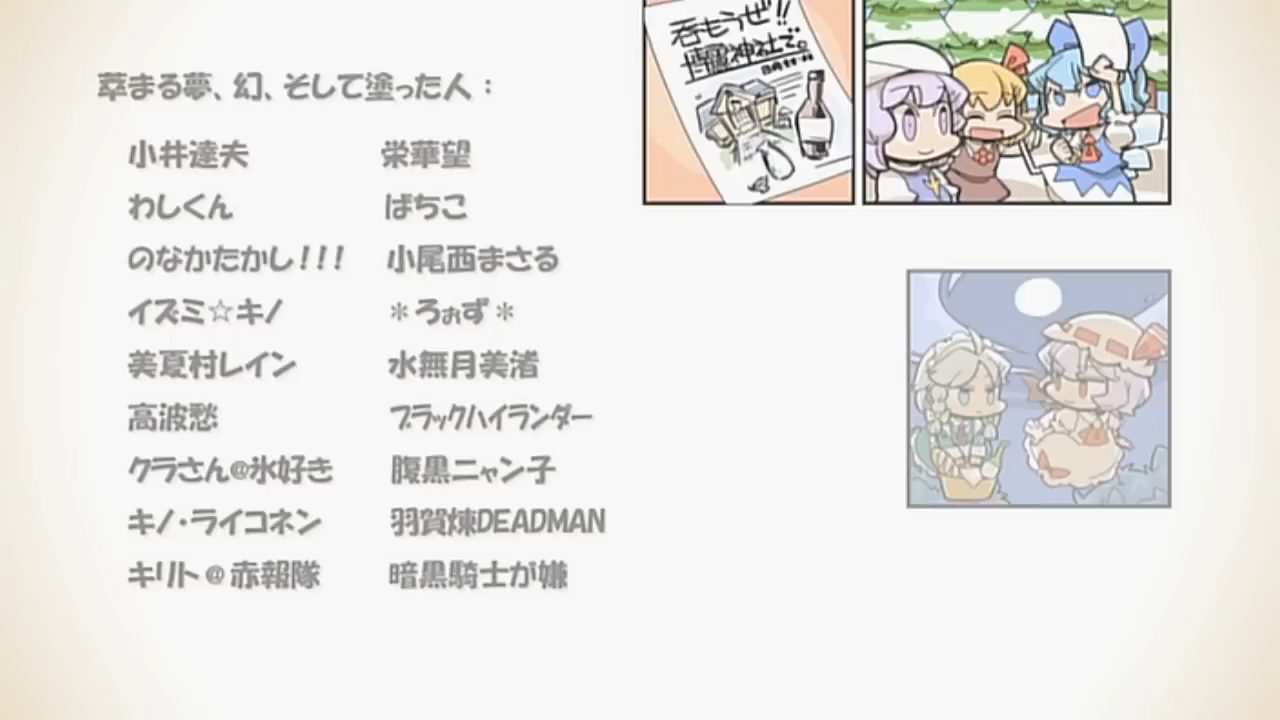 萃まる夢、幻、そして塗った人：
小井達夫 栄華望
わしくん ばちこ
のなかたかし！！！ 小尾西まさる
イズミ☆キノ ＊ろぉず＊
美夏村レイン 水無月美渚
高波愁 ブラックハイランダー
クラさん@氷好き 腹黒ニャン子
キノ・ライコネン 羽賀煉DEADMAN
キリト@赤報隊 暗黒騎士が嫌
呑もうぜ!!
博霊神社で。